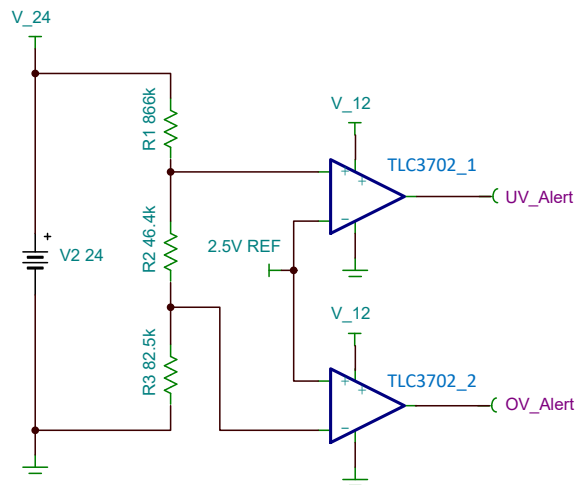 V_24
V_12
R1 866k
TLC3702_1
UV_Alert
R2 46.4k
2.5V REF
V2 24
V_12
R3 82.5k
TLC3702_2
OV_Alert